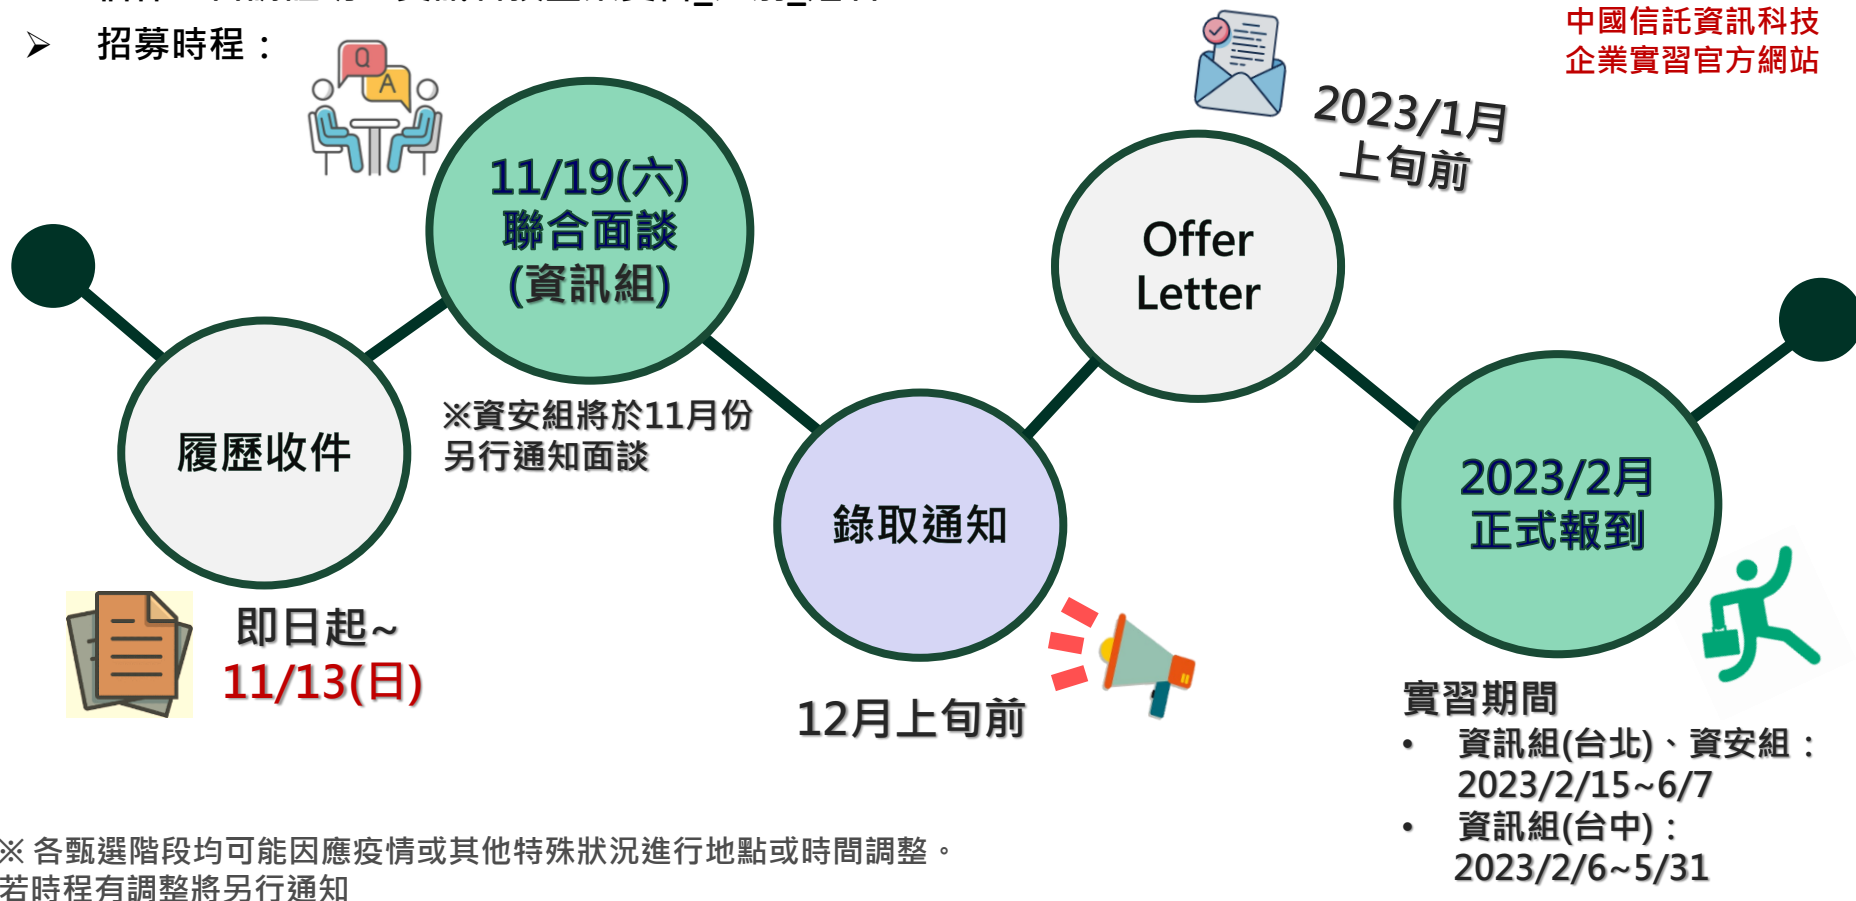 ➢ 招募時程：
中國信託資訊科技
企業實習官方網站
Q
A
11/19(六)
聯合面談
(資訊組)
2023/1月
上旬前
Offer
Letter
履歷收件
※資安組將於11月份
另行通知面談
錄取通知
2023/2月
正式報到
即日起~
11/13(日)
12月上旬前
實習期間
• 資訊組(台北)、資安組：
2023/2/15~6/7
• 資訊組(台中)：
2023/2/6~5/31
※ 各甄選階段均可能因應疫情或其他特殊狀況進行地點或時間調整。
若時程有調整將另行通知